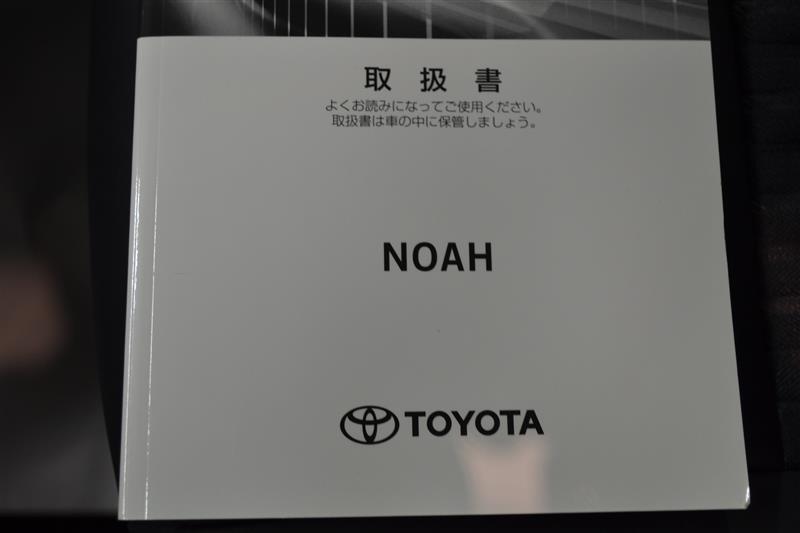 取扱書
よくお読みになってご使用ください。
取扱書は車の中に保管しましょう。
NOAH
TOYOTA